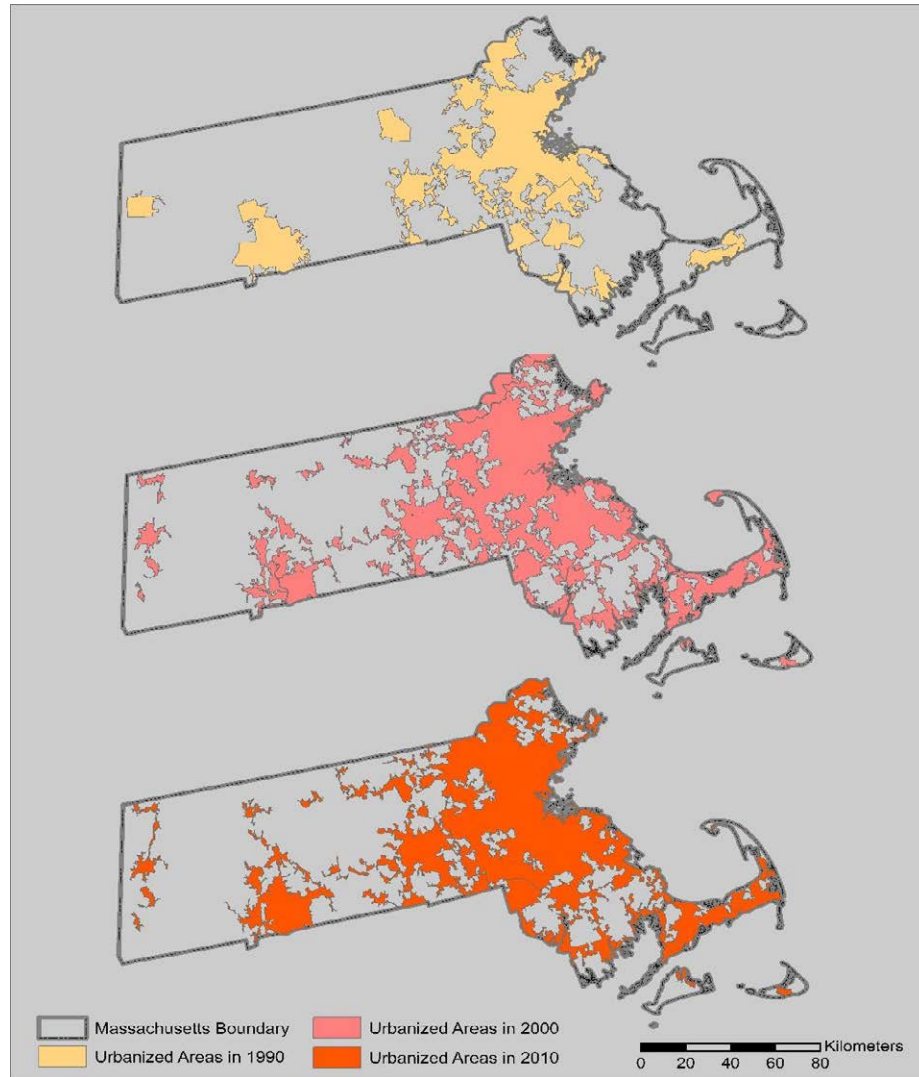 Massachusetts Boundary
Urbanized Areas in 2000
Urbanized Areas in 1990
Urbanized Areas in 2010
Kilometers
0 20 40 60 80